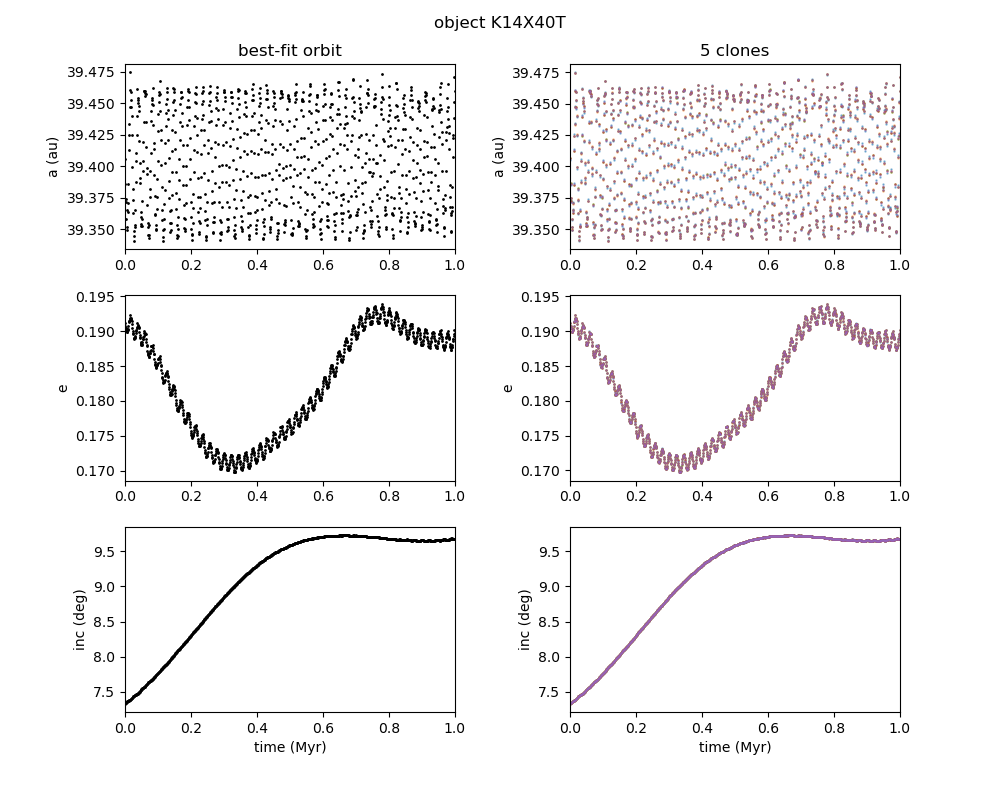 object K14X40T
best-fit orbit
5 clones
39.475
39.450
39.425
39.400
39.375
39.350
a (au)
0.0 0.2 0.4 0.6 0.8 1.0
39.475
39.450
39.425
39.400
39.375
39.350
a (au)
0.0 0.2 0.4 0.6 0.8 1.0
0.195
0.190
0.185
0.180
0.175
0.170
e
0.0 0.2 0.4 0.6 0.8 1.0
0.195
0.190
0.185
0.180
0.175
0.170
e
0.0 0.2 0.4 0.6 0.8 1.0
9.5
9.0
8.5
8.0
7.5
inc (deg)
0.0 0.2 0.4 0.6 0.8 1.0
time (Myr)
9.5
9.0
8.5
8.0
7.5
inc (deg)
0.0 0.2 0.4 0.6 0.8 1.0
time (Myr)